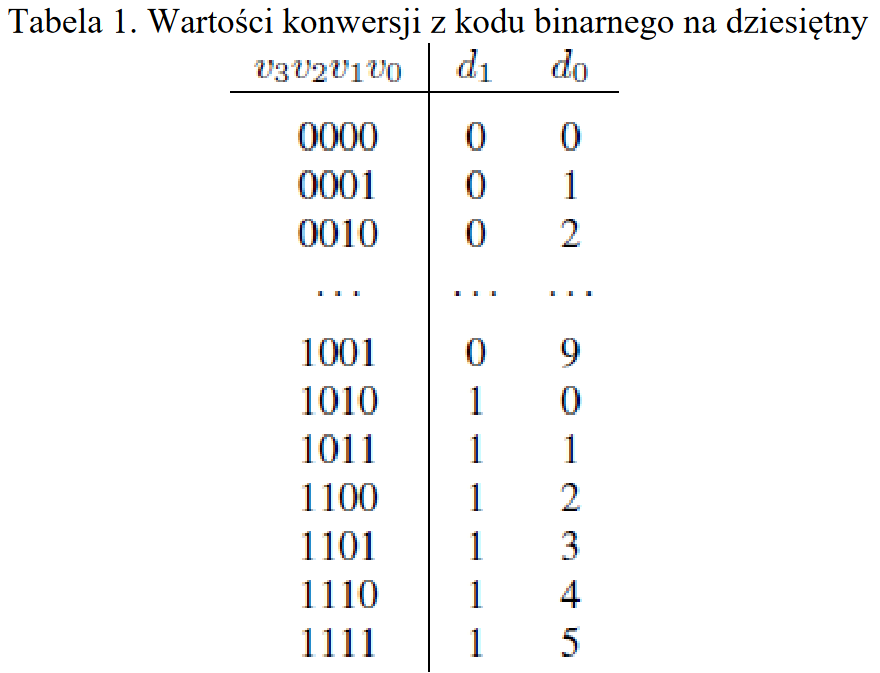 Tabela 1. Wartości konwersji z kodu binarnego na dziesiętny
v₃v₂v₁v₀ d₁ d₀
0000 0 0
0001 0 1
0010 0 2
... ... ...
1001 0 9
1010 1 0
1011 1 1
1100 1 2
1101 1 3
1110 1 4
1111 1 5